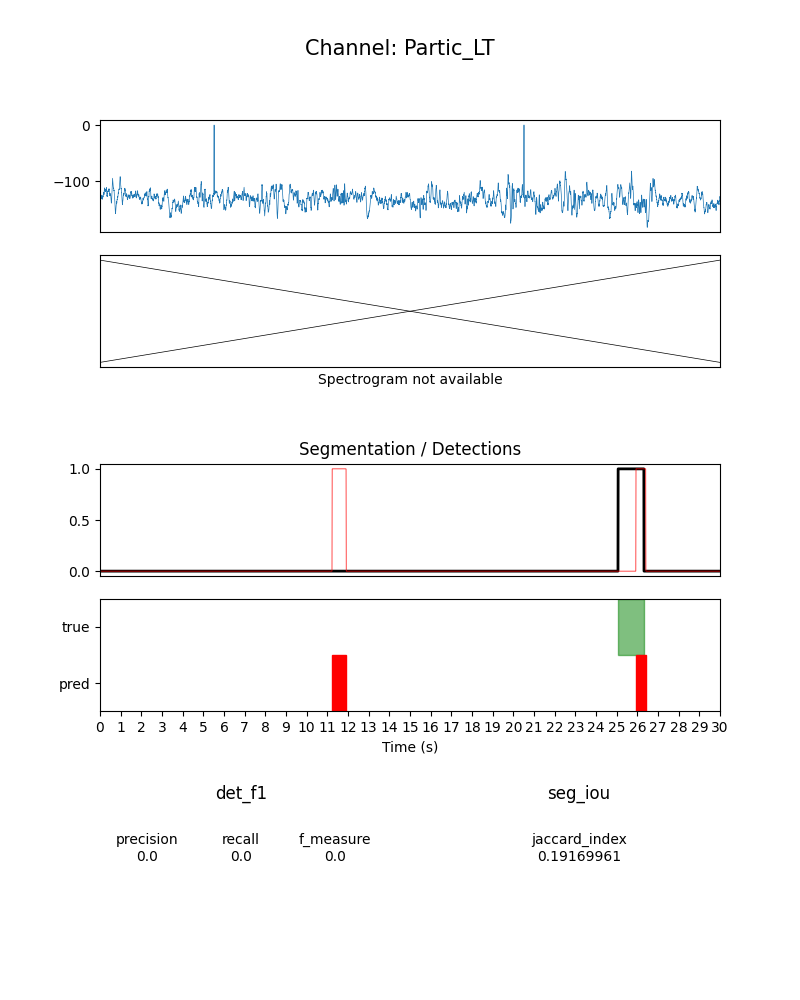 Channel: Partic_LT
0
−100
Spectrogram not available
Segmentation / Detections
1.0
0.5
0.0
true
pred
0 1 2 3 4 5 6 7 8 9 10 11 12 13 14 15 16 17 18 19 20 21 22 23 24 25 26 27 28 29 30
Time (s)
det_f1 seg_iou
precision recall f_measure jaccard_index
0.0 0.0 0.0 0.19169961